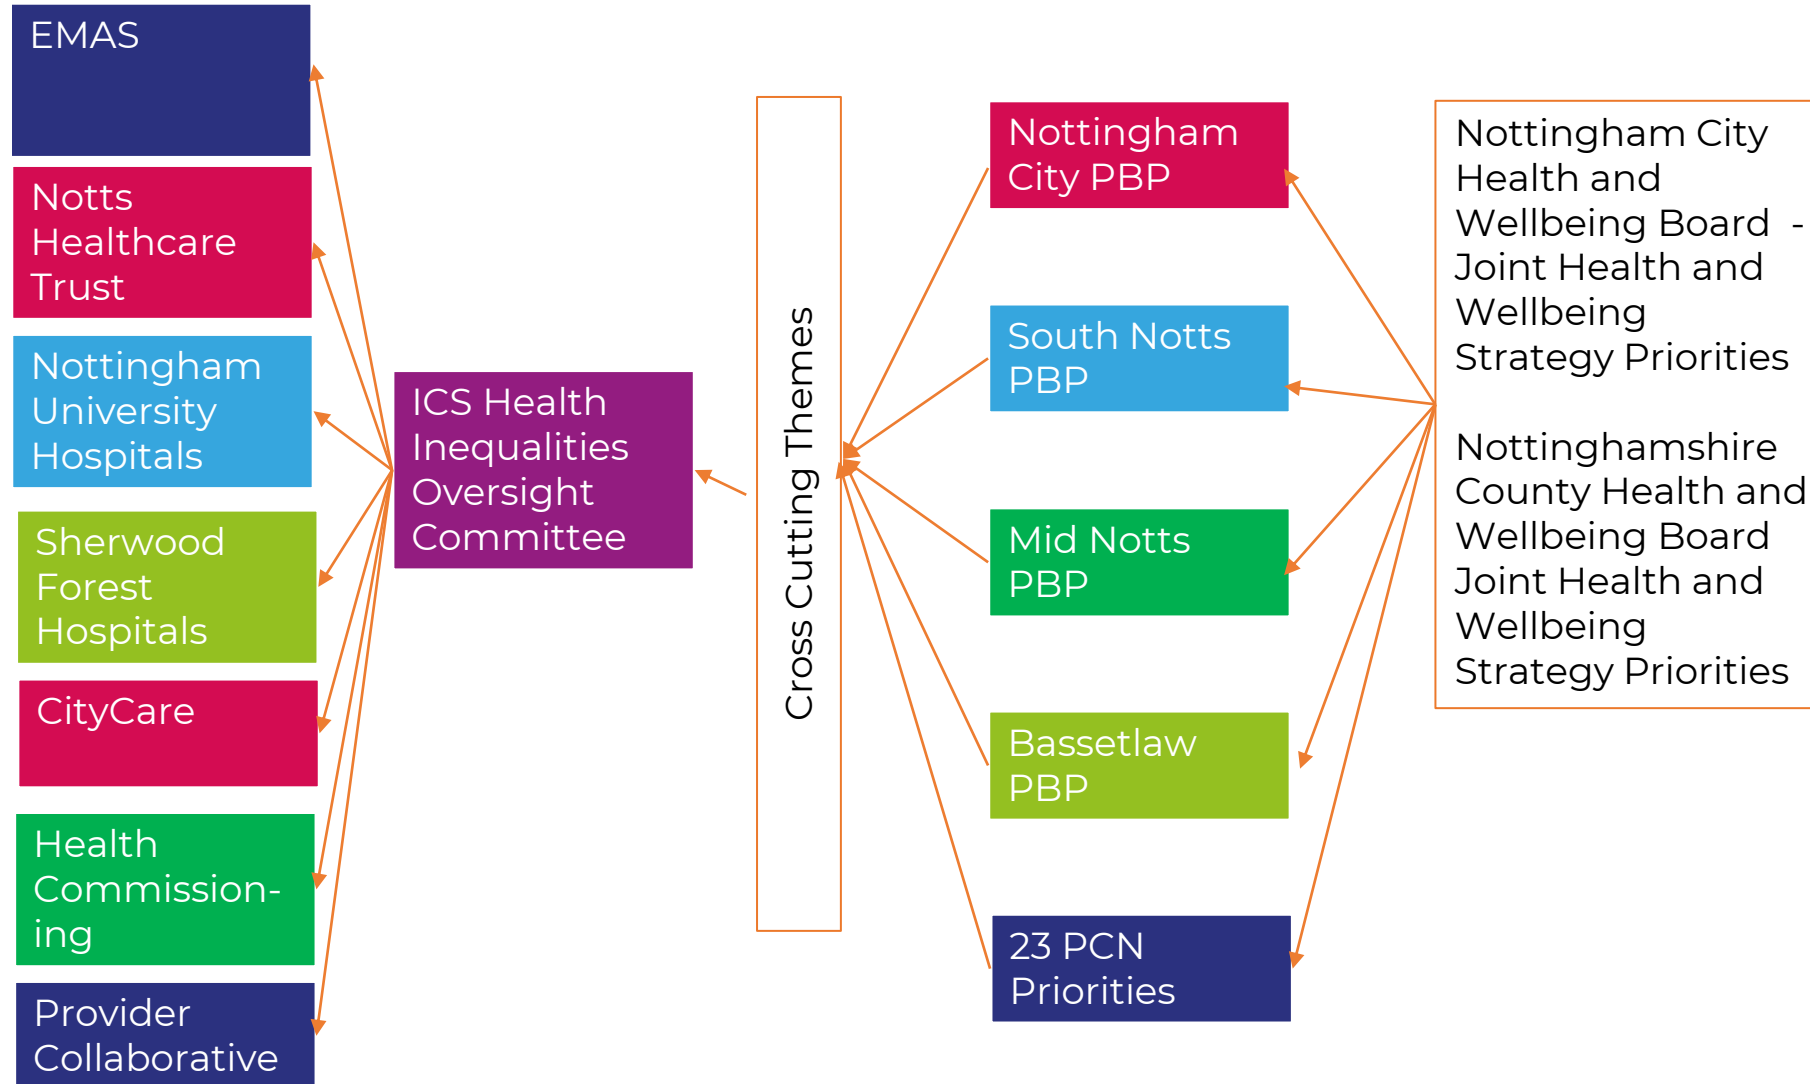 EMAS
Notts
Healthcare
Trust
Nottingham
University
Hospitals
Sherwood
Forest
Hospitals
CityCare
Health
Commission-
ing
Provider
Collaborative
ICS Health
Inequalities
Oversight
Committee
Cross Cutting Themes
Nottingham
City PBP
South Notts
PBP
Mid Notts
PBP
Bassetlaw
PBP
23 PCN
Priorities
Nottingham City
Health and
Wellbeing Board -
Joint Health and
Wellbeing
Strategy Priorities
Nottinghamshire
County Health and
Wellbeing Board
Joint Health and
Wellbeing
Strategy Priorities